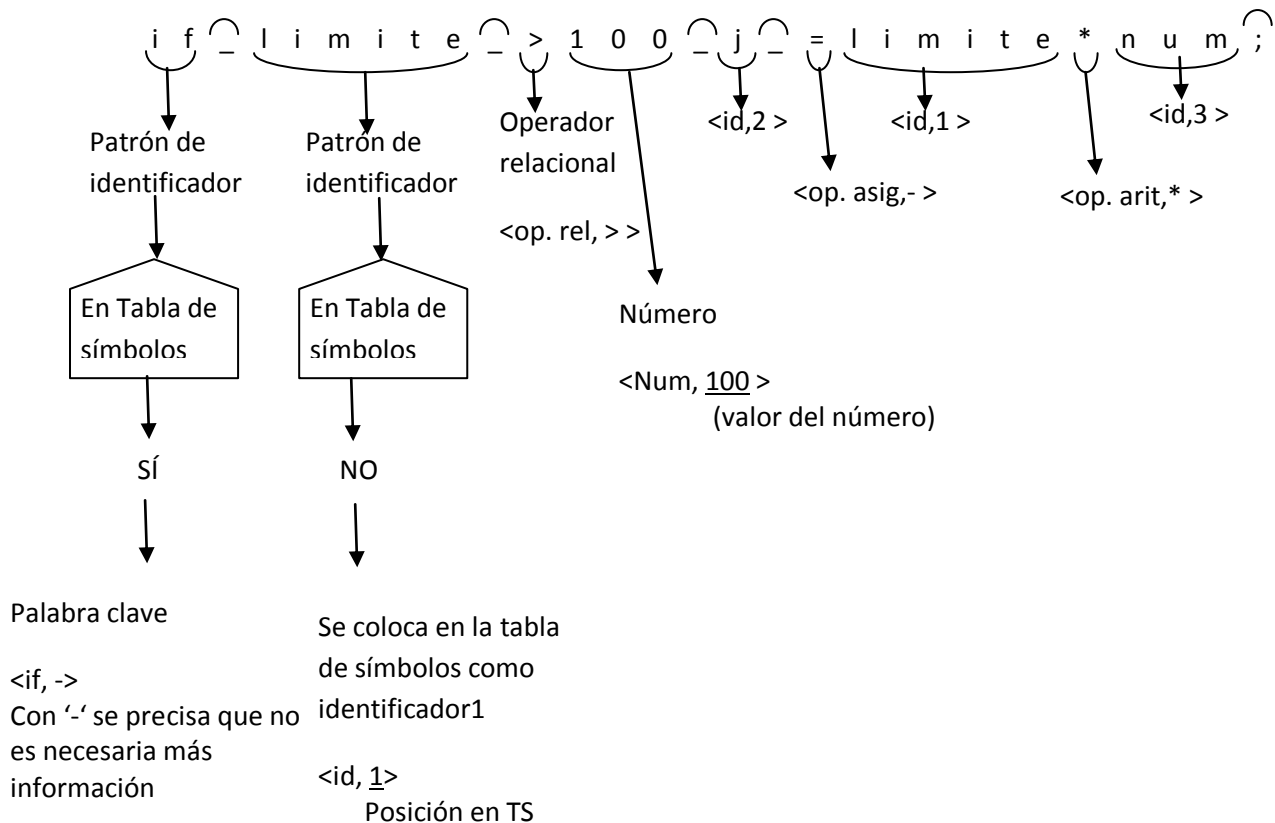 i f _ l i m i t e _ > 1 0 0 _ j _ = l i m i t e * n u m ;
Patrón de
identificador
Patrón de
identificador
Operador
relacional
<op. rel, > >
<id,2 >
<op. asig,- >
<id,1 >
<op. arit,* >
<id,3 >
En Tabla de
símbolos
En Tabla de
símbolos
Número
<Num, 100 >
(valor del número)
SÍ
NO
Palabra clave
<if, ->
Con ‘-‘ se precisa que no
es necesaria más
información
Se coloca en la tabla
de símbolos como
identificador1
<id, 1>
Posición en TS